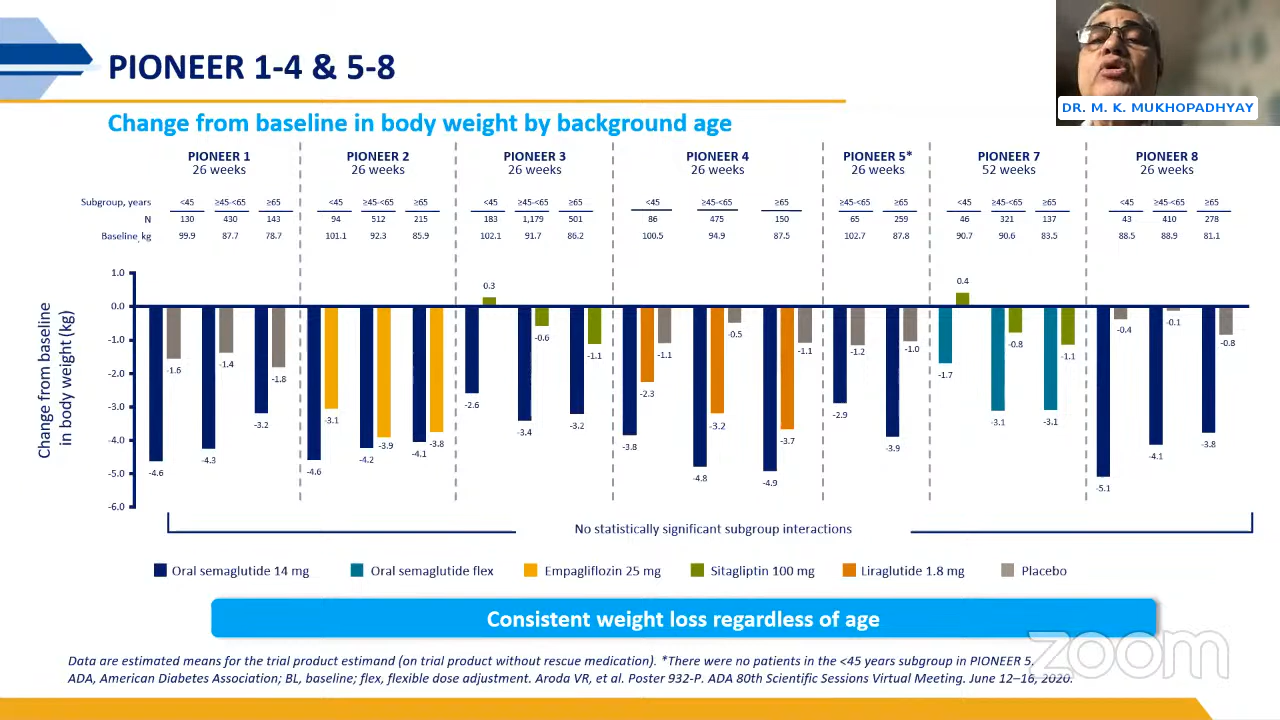 PIONEER 1-4 & 5-8
DR. M. K. MUKHOPADHYAY
Change from baseline in body weight by background age
PIONEER 1 PIONEER 2 PIONEER 3 PIONEER 4 PIONEER 5* PIONEER 7 PIONEER 8
26 weeks 26 weeks 26 weeks 26 weeks 26 weeks 52 weeks 26 weeks
Subgroup, years <45 ≥45-<65 ≥65 <45 ≥45-<65 ≥65 <45 ≥45-<65 ≥65 <45 ≥45-<65 ≥65 ≥45-<65 ≥65 <45 ≥45-<65 ≥65 <45 ≥45-<65 ≥65
N 130 430 143 94 512 215 183 1,179 501 86 475 150 65 259 46 321 137 43 410 278
Baseline, kg 99.9 87.7 78.7 101.1 92.3 85.9 102.1 91.7 86.2 100.5 94.9 87.5 102.7 87.8 90.7 90.6 83.5 88.5 88.9 81.1
Change from baseline
in body weight (kg)
1.0
0.0
-1.0
-2.0
-3.0
-4.0
-5.0
-6.0
-4.6 -1.6 -4.3 -1.4 -3.2 -1.8
-4.6 -3.1 -4.2 -3.9 -4.1 -3.8
-2.6 0.3 -3.4 -0.6 -3.2 -1.1
-3.8 -2.3 -1.1 -4.8 -3.2 -0.5 -4.9 -3.7 -1.1
-2.9 -1.2 -3.9 -1.0
-1.7 0.4 -3.1 -0.8 -3.1 -1.1
-5.1 -0.4 -4.1 -0.1 -3.8 -0.8
No statistically significant subgroup interactions
Oral semaglutide 14 mg Oral semaglutide flex Empagliflozin 25 mg Sitagliptin 100 mg Liraglutide 1.8 mg Placebo
Consistent weight loss regardless of age
Data are estimated means for the trial product estimand (on trial product without rescue medication). *There were no patients in the <45 years subgroup in PIONEER 5.
ADA, American Diabetes Association; BL, baseline; flex, flexible dose adjustment. Aroda VR, et al. Poster 932-P. ADA 80th Scientific Sessions Virtual Meeting. June 12–16, 2020.
zoom